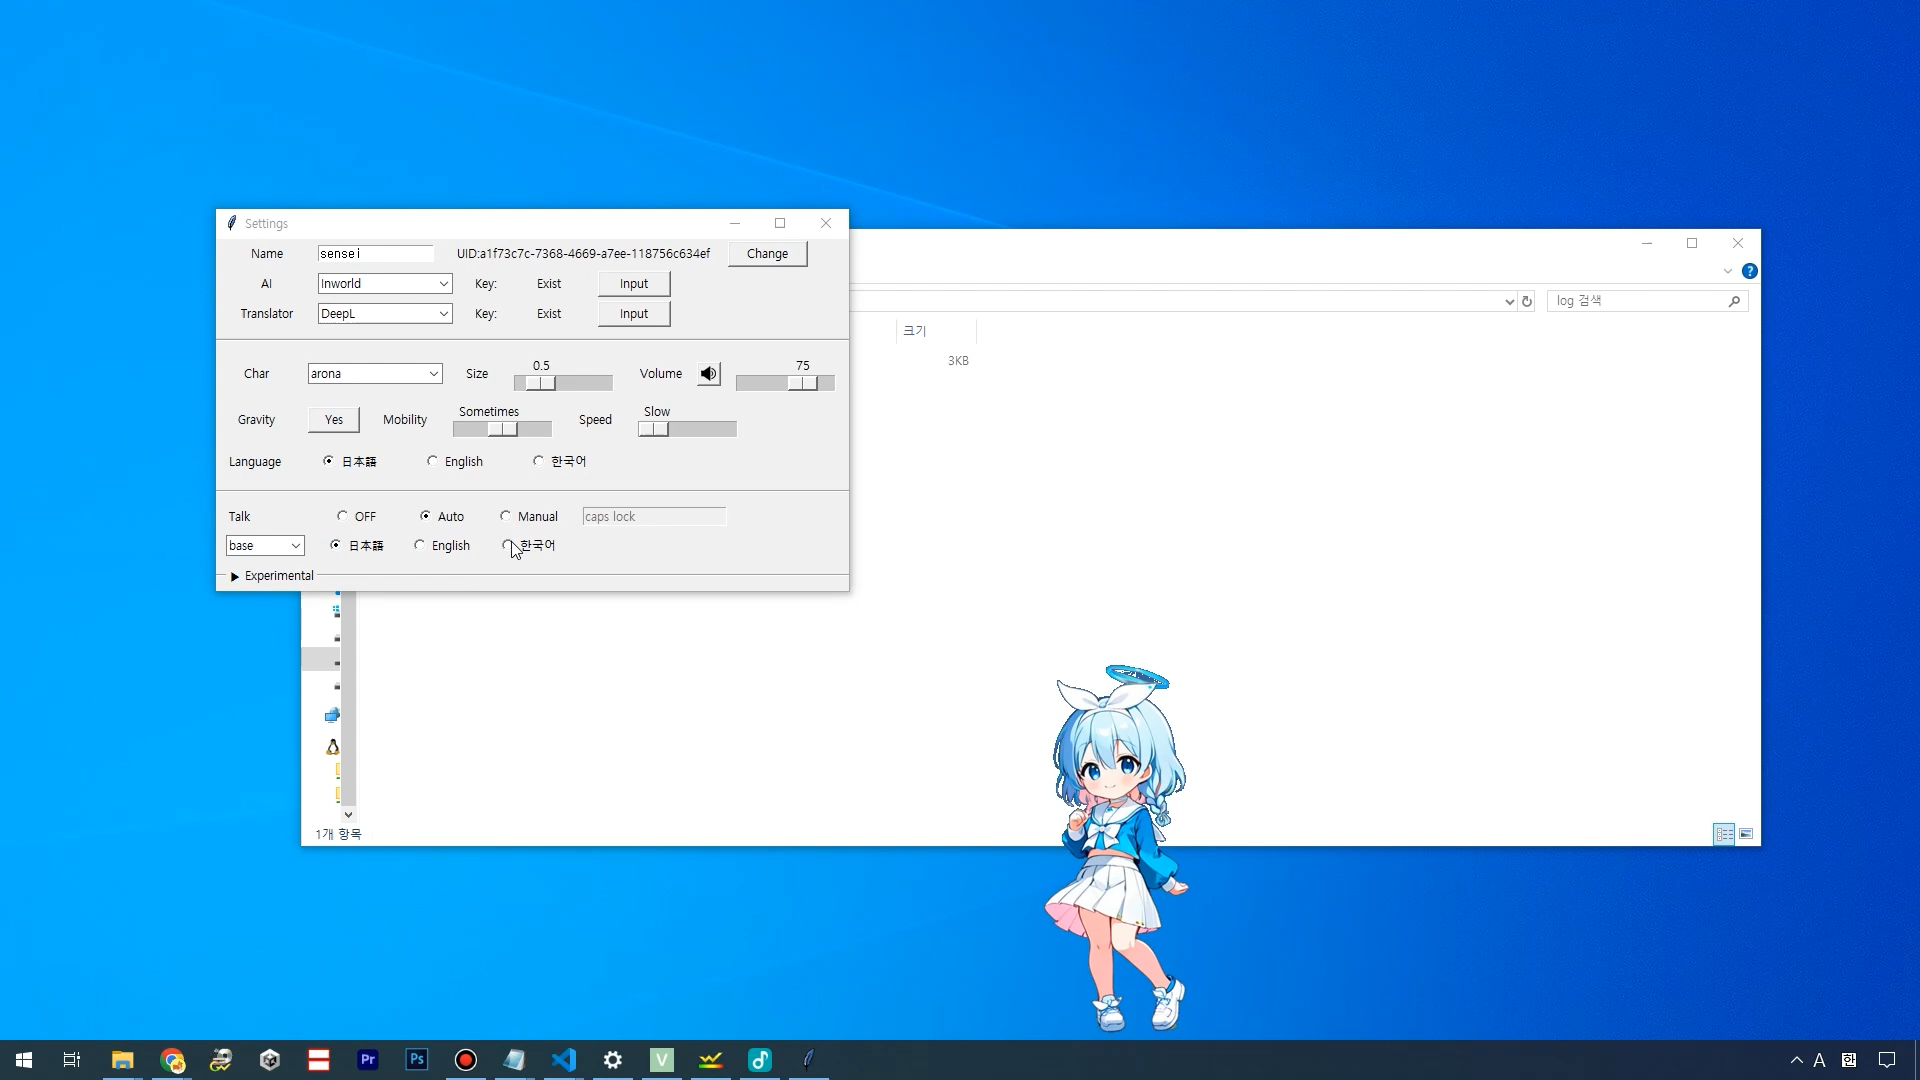 Settings
Name sensei UID:a1f73c7c-7368-4669-a7ee-118756c634ef Change
AI Inworld Key: Exist Input
Translator DeepL Key: Exist Input
log 검색
크기
3KB
0.5 75
Char arona Size Volume
Sometimes Slow
Gravity Yes Mobility Speed
Language 日本語 English 한국어
Talk OFF Auto Manual caps lock
base 日本語 English 한국어
Experimental
1개 항목
Pr Ps V A 한